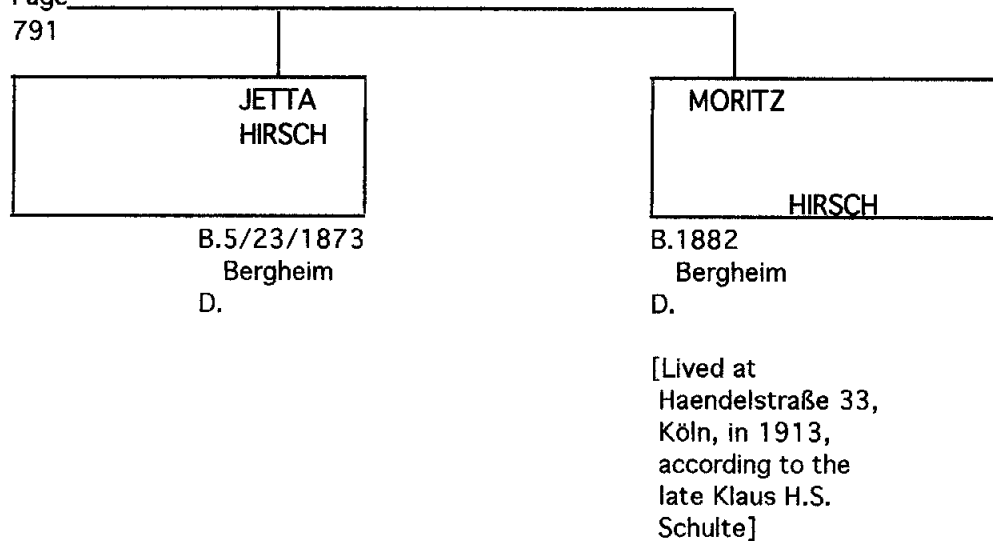 Page
791
JETTA
HIRSCH
B.5/23/1873
Bergheim
D.
MORITZ
HIRSCH
B.1882
Bergheim
D.
[Lived at
Haendelstraße 33,
Köln, in 1913,
according to the
late Klaus H.S.
Schulte]